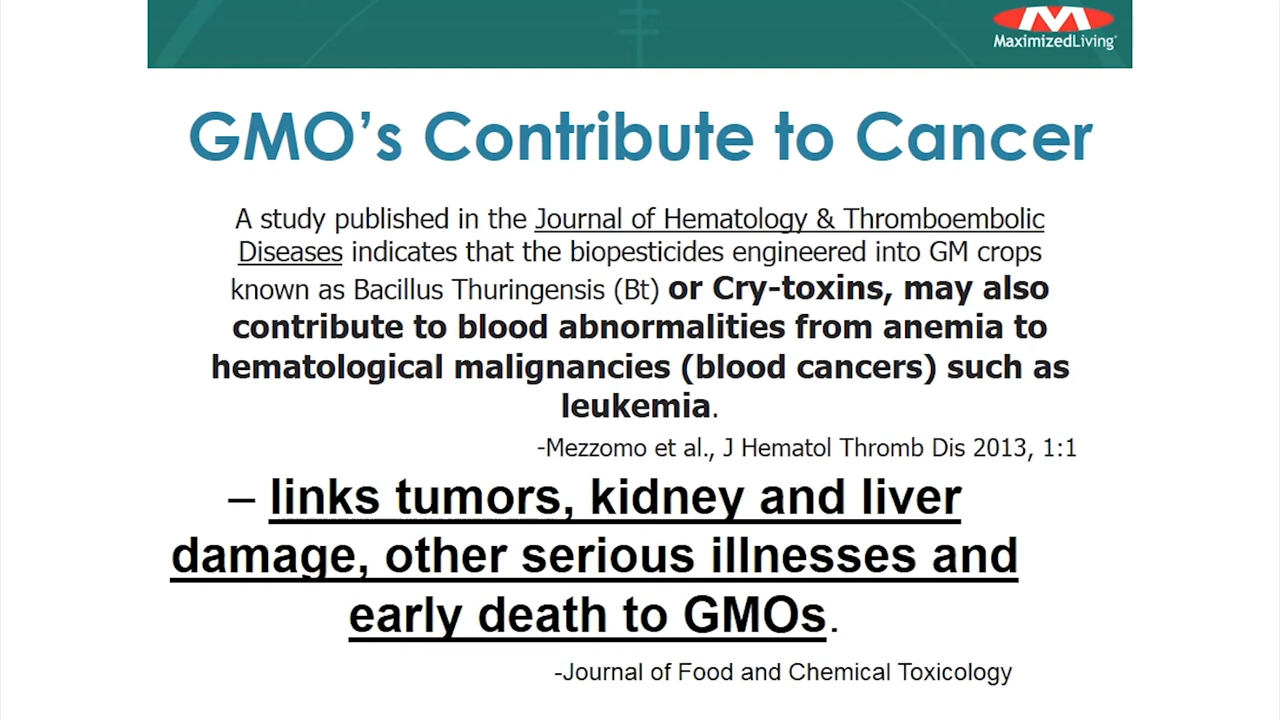 MaximizedLiving®
GMO's Contribute to Cancer
A study published in the Journal of Hematology & Thromboembolic
Diseases indicates that the biopesticides engineered into GM crops
known as Bacillus Thuringensis (Bt) or Cry-toxins, may also
contribute to blood abnormalities from anemia to
hematological malignancies (blood cancers) such as
leukemia.
-Mezzomo et al., J Hematol Thromb Dis 2013, 1:1
– links tumors, kidney and liver
damage, other serious illnesses and
early death to GMOs.
-Journal of Food and Chemical Toxicology